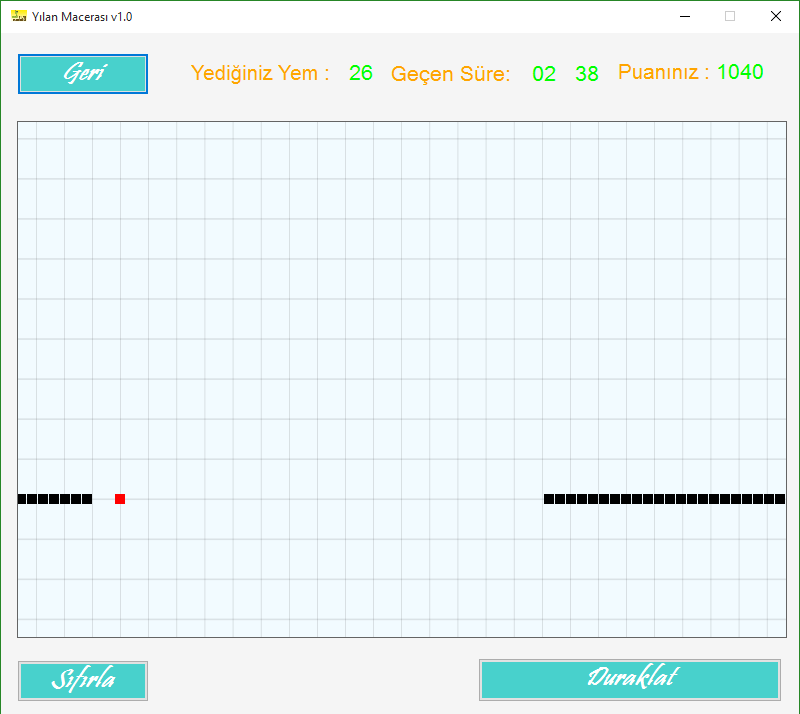 Yılan Macerası v1.0
Geri
Yediğiniz Yem : 26 Geçen Süre: 02 38 Puanınız : 1040
Sıfırla
Duraklat